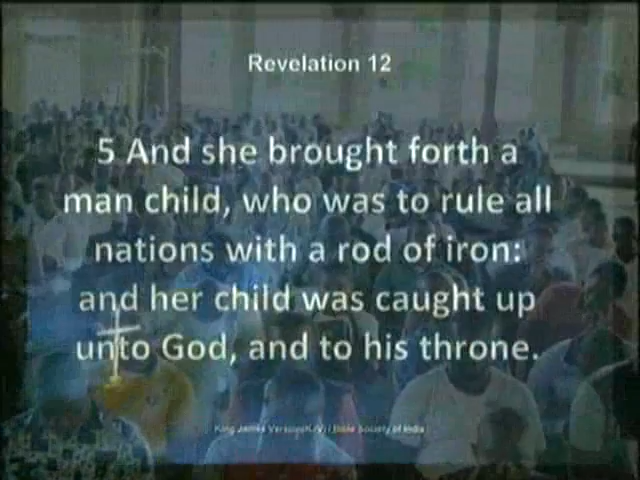 Revelation 12
5 And she brought forth a
man child, who was to rule all
nations with a rod of iron:
and her child was caught up
unto God, and to his throne.
King James Version(KJV) / Bible Society of India